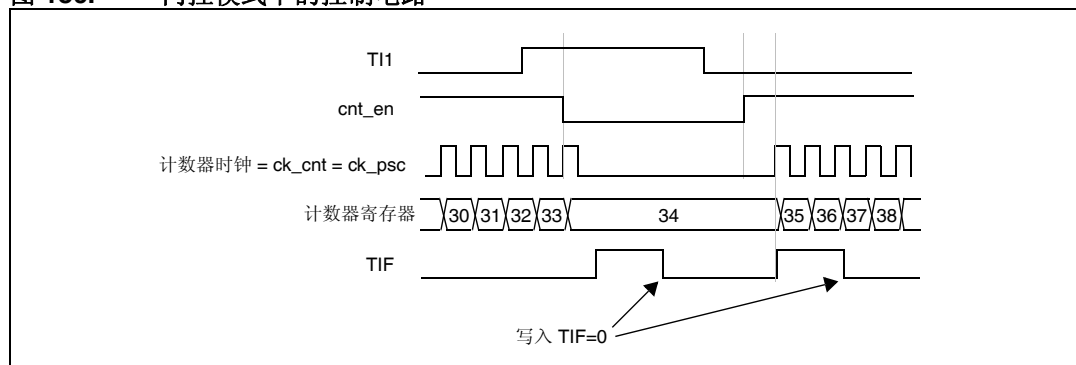 TI1
cnt_en
计数器时钟 = ck_cnt = ck_psc
计数器寄存器
30 31 32 33 34 35 36 37 38
TIF
写入 TIF=0